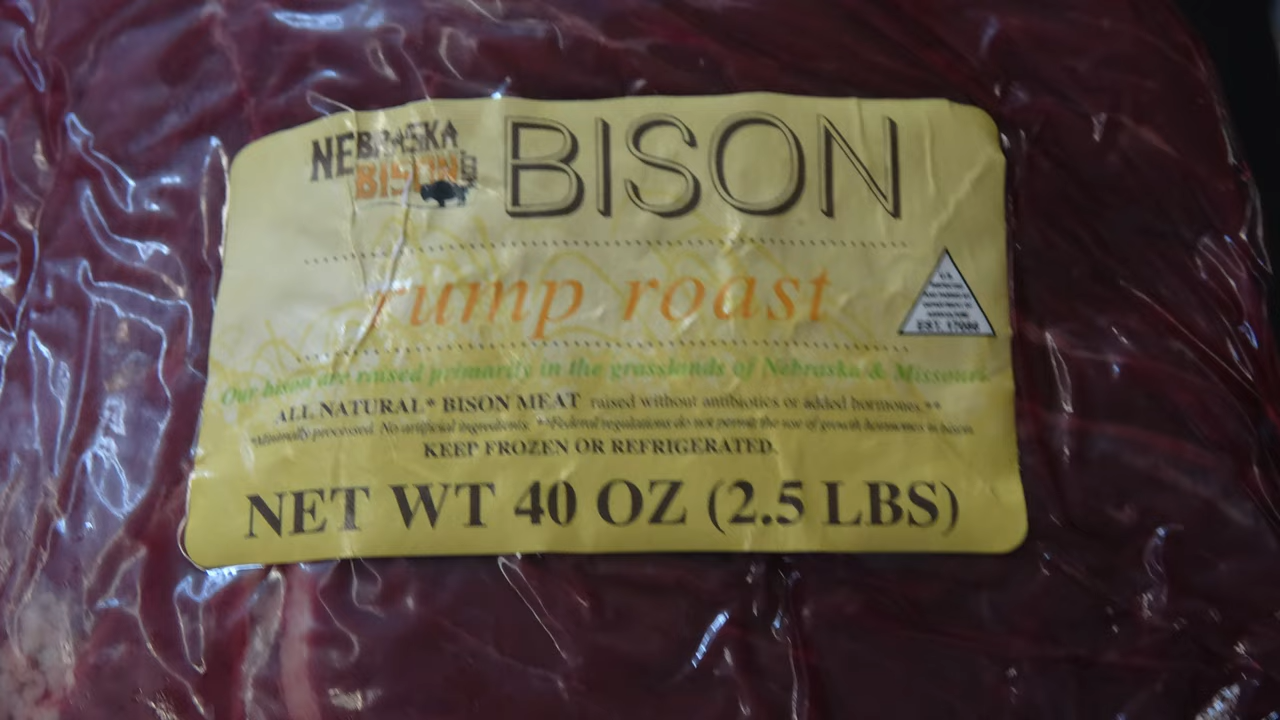 NEBRASKA
BISON
BISON
rump roast
EST.
Our bison are raised primarily in the grasslands of Nebraska & Missouri.
ALL NATURAL* BISON MEAT raised without antibiotics or added hormones.**
*Minimally processed. No artificial ingredients. **Federal regulations do not permit the use of growth hormones in bison.
KEEP FROZEN OR REFRIGERATED.
NET WT 40 OZ (2.5 LBS)